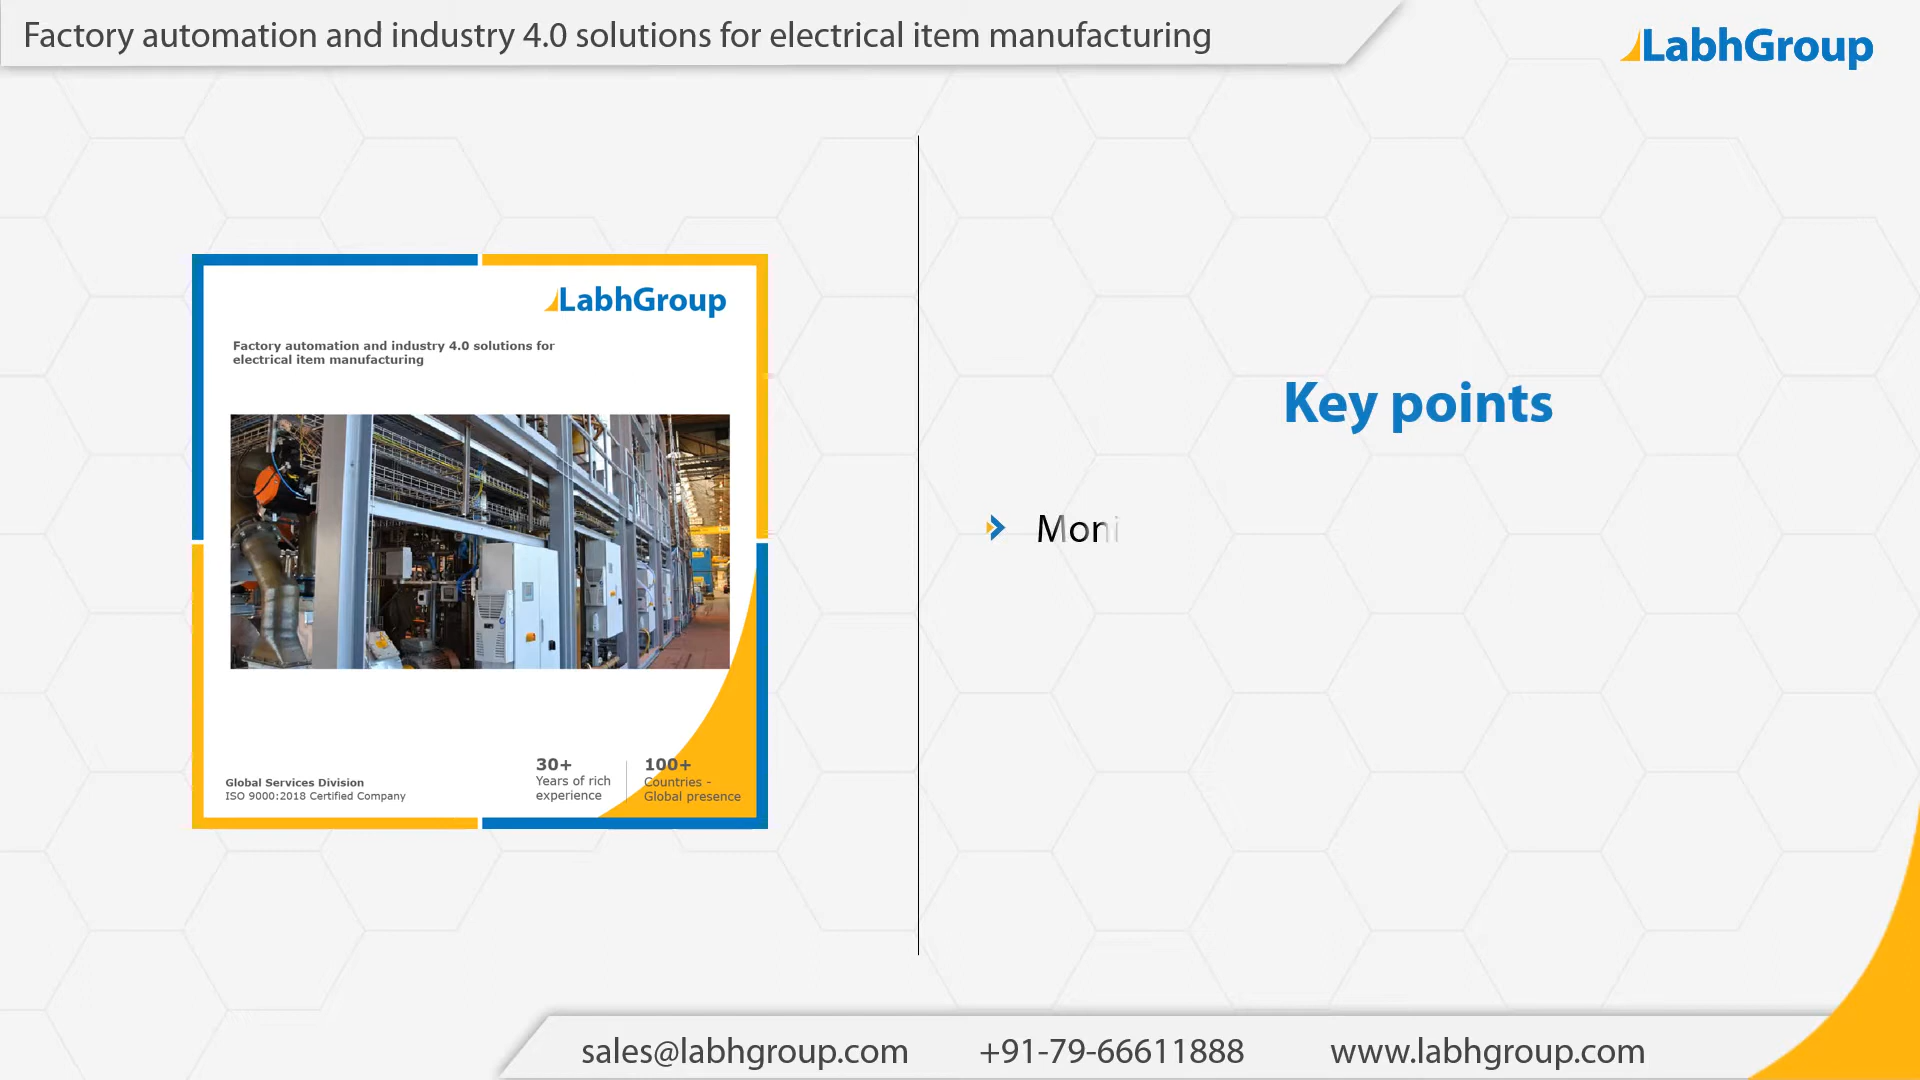 Factory automation and industry 4.0 solutions for electrical item manufacturing
LabhGroup
LabhGroup
Factory automation and industry 4.0 solutions for
electrical item manufacturing
30+
Years of rich
experience
100+
Countries -
Global presence
Global Services Division
ISO 9000:2018 Certified Company
Key points
Moni
sales@labhgroup.com
+91-79-66611888
www.labhgroup.com